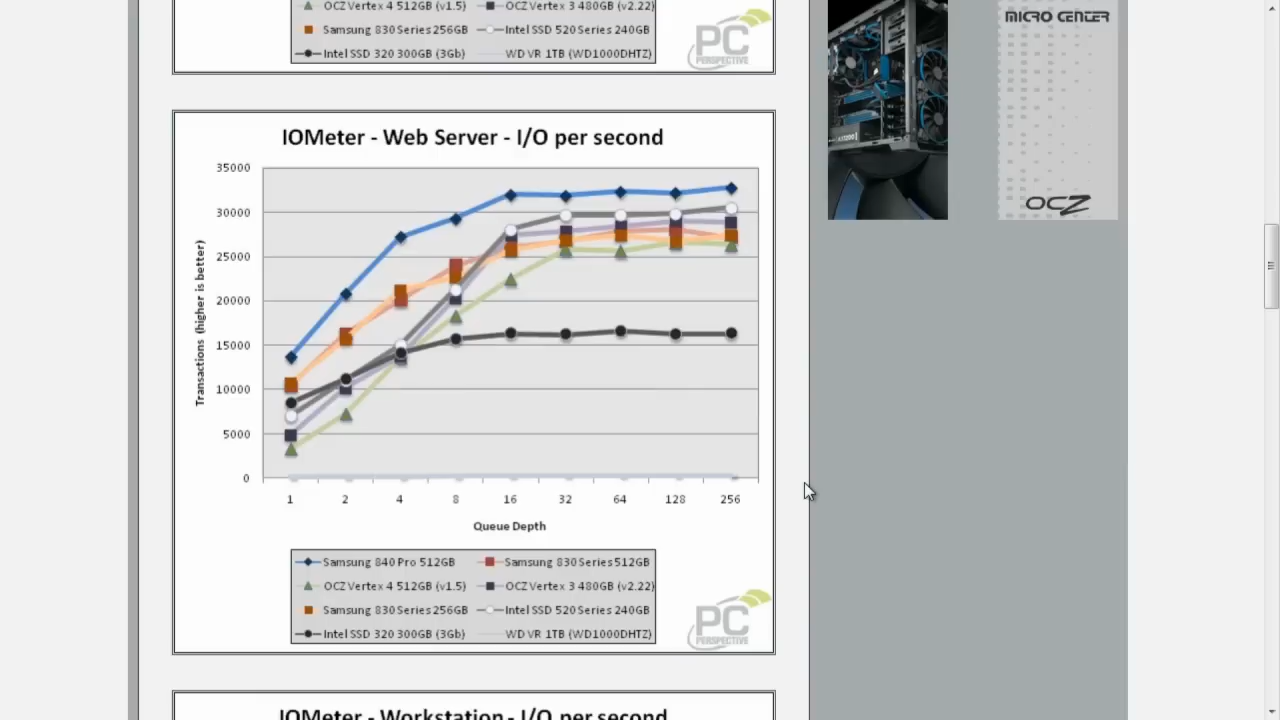 OCZ Vertex 4 512GB (v1.5) OCZ Vertex 3 480GB (v2.22)
Samsung 830 Series 256GB Intel SSD 520 Series 240GB
Intel SSD 320 300GB (3Gb) WD VR 1TB (WD1000DHTZ)
PC
PERSPECTIVE
MICRO CENTER
OCZ
IOMeter - Web Server - I/O per second
35000
30000
25000
20000
15000
10000
5000
0
Transactions (higher is better)
1 2 4 8 16 32 64 128 256
Queue Depth
Samsung 840 Pro 512GB Samsung 830 Series 512GB
OCZ Vertex 4 512GB (v1.5) OCZ Vertex 3 480GB (v2.22)
Samsung 830 Series 256GB Intel SSD 520 Series 240GB
Intel SSD 320 300GB (3Gb) WD VR 1TB (WD1000DHTZ)
PC
PERSPECTIVE
IOMeter - Workstation - I/O per second